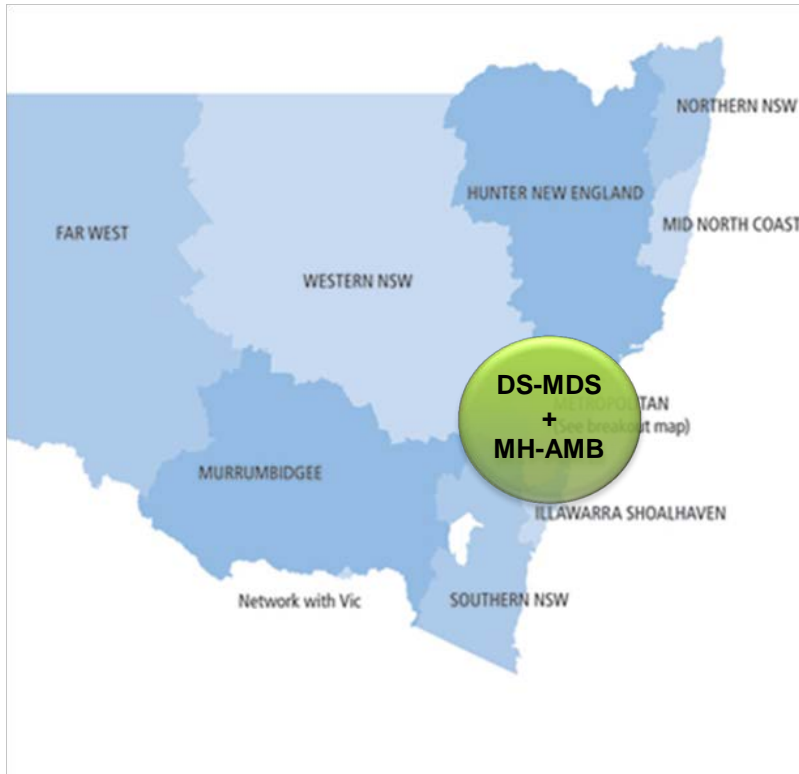 NORTHERN NSW
HUNTER NEW ENGLAND
MID NORTH COAST
FAR WEST
WESTERN NSW
DS-MDS
+
MH-AMB
METROPOLITAN
(See breakout map)
MURRUMBIDGEE
ILLAWARRA SHOALHAVEN
Network with Vic
SOUTHERN NSW